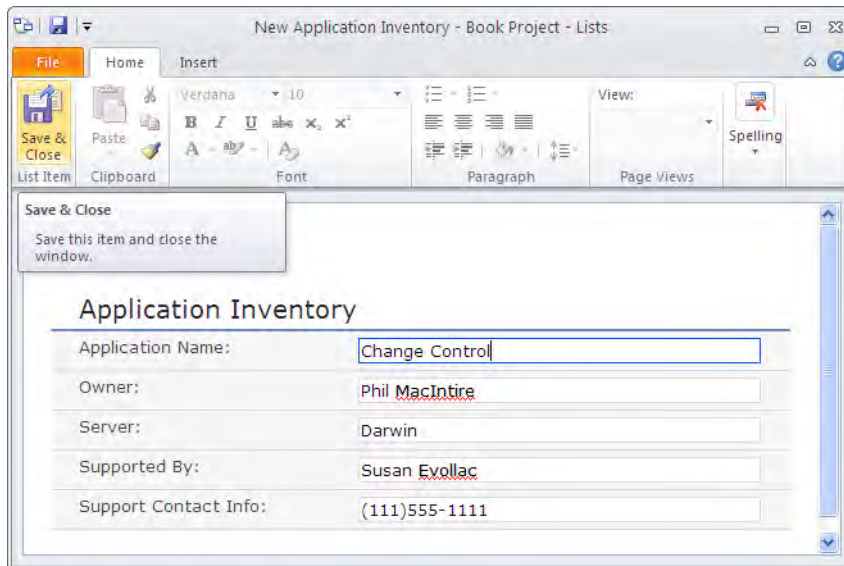 New Application Inventory - Book Project - Lists
File Home Insert
Save & Close
Paste
Verdana 10
B I U abe X₂ X²
A ab A
View:
Spelling
List Item Clipboard Font Paragraph Page Views
Save & Close
Save this item and close the
window.
Application Inventory
Application Name: Change Control
Owner: Phil MacIntire
Server: Darwin
Supported By: Susan Evollac
Support Contact Info: (111)555-1111